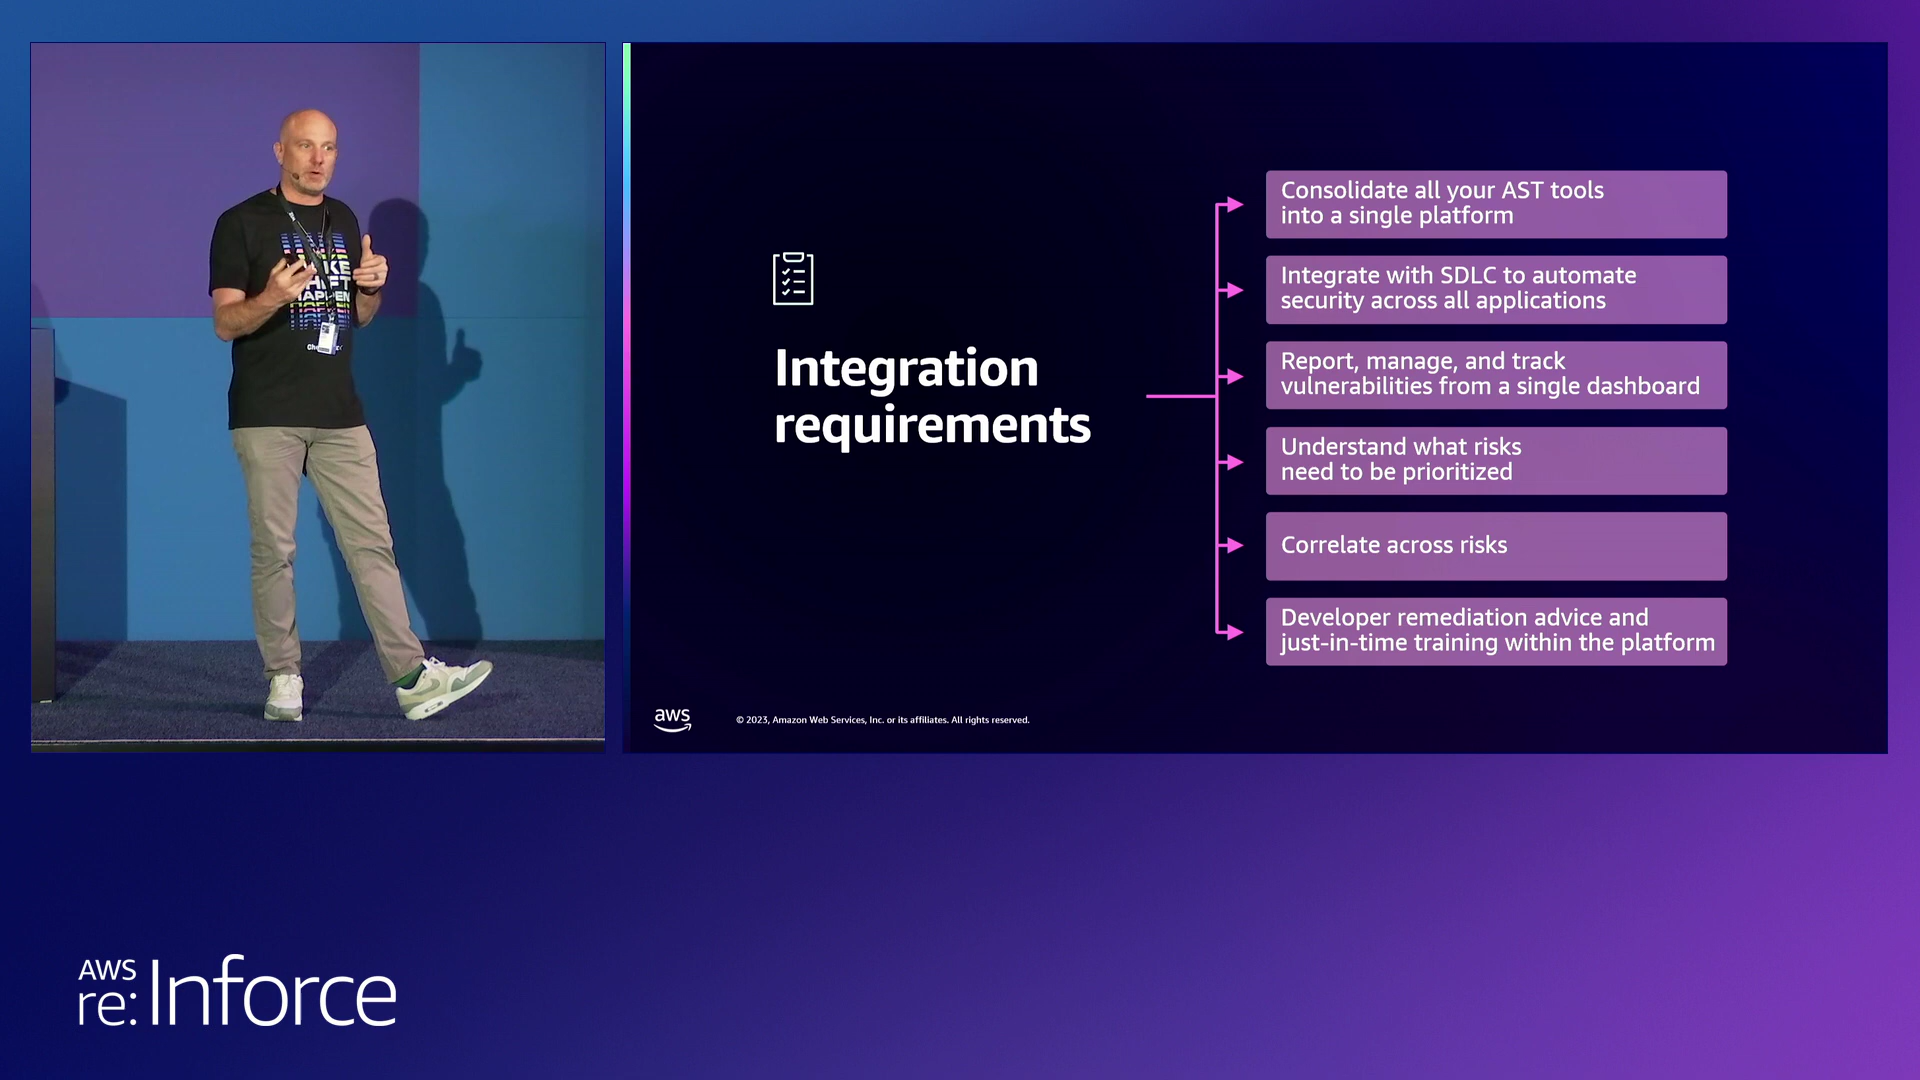 Integration
requirements
Consolidate all your AST tools
into a single platform
Integrate with SDLC to automate
security across all applications
Report, manage, and track
vulnerabilities from a single dashboard
Understand what risks
need to be prioritized
Correlate across risks
Developer remediation advice and
just-in-time training within the platform
aws
© 2023, Amazon Web Services, Inc. or its affiliates. All rights reserved.
AWS
re:Inforce